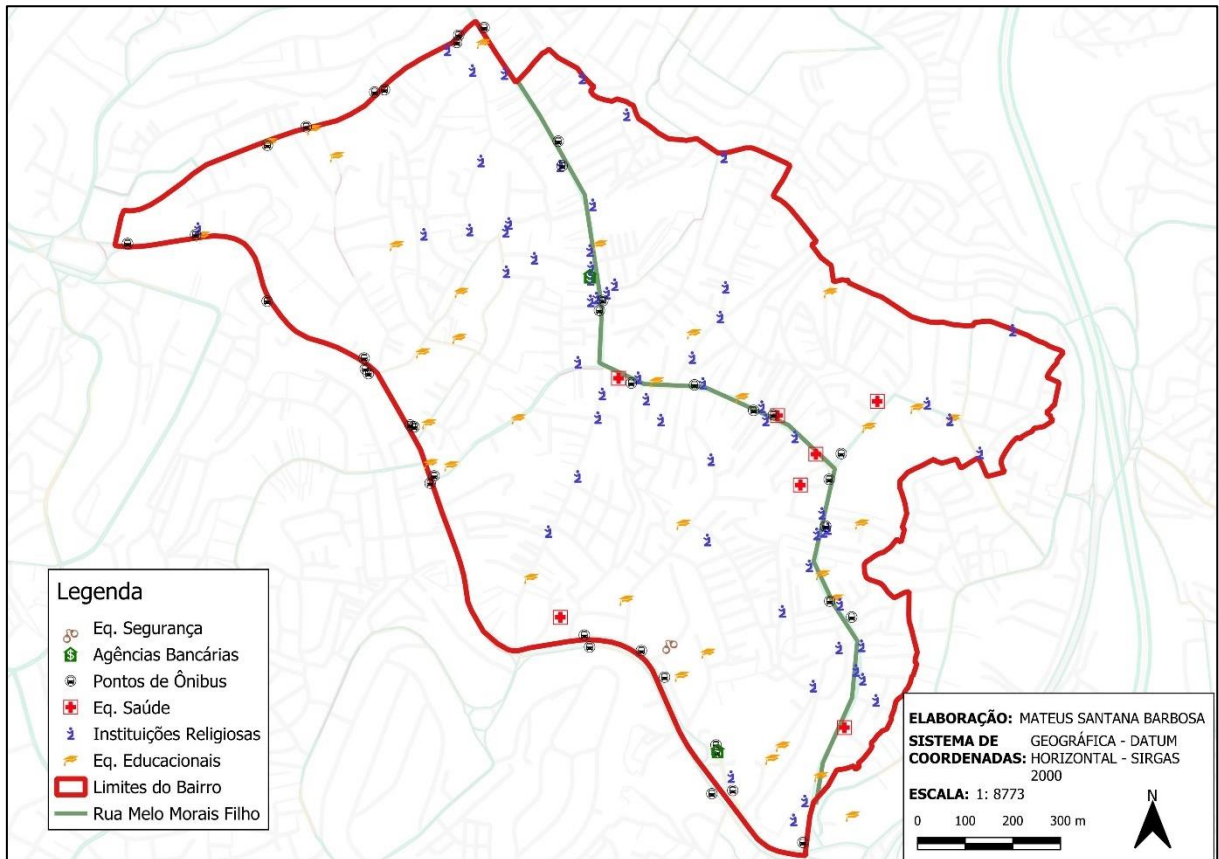 Legenda
Eq. Segurança
Agências Bancárias
Pontos de Ônibus
Eq. Saúde
Instituições Religiosas
Eq. Educacionais
Limites do Bairro
Rua Melo Morais Filho
ELABORAÇÃO: MATEUS SANTANA BARBOSA
SISTEMA DE GEOGRÁFICA - DATUM
COORDENADAS: HORIZONTAL - SIRGAS
2000
ESCALA: 1: 8773
N
0 100 200 300 m